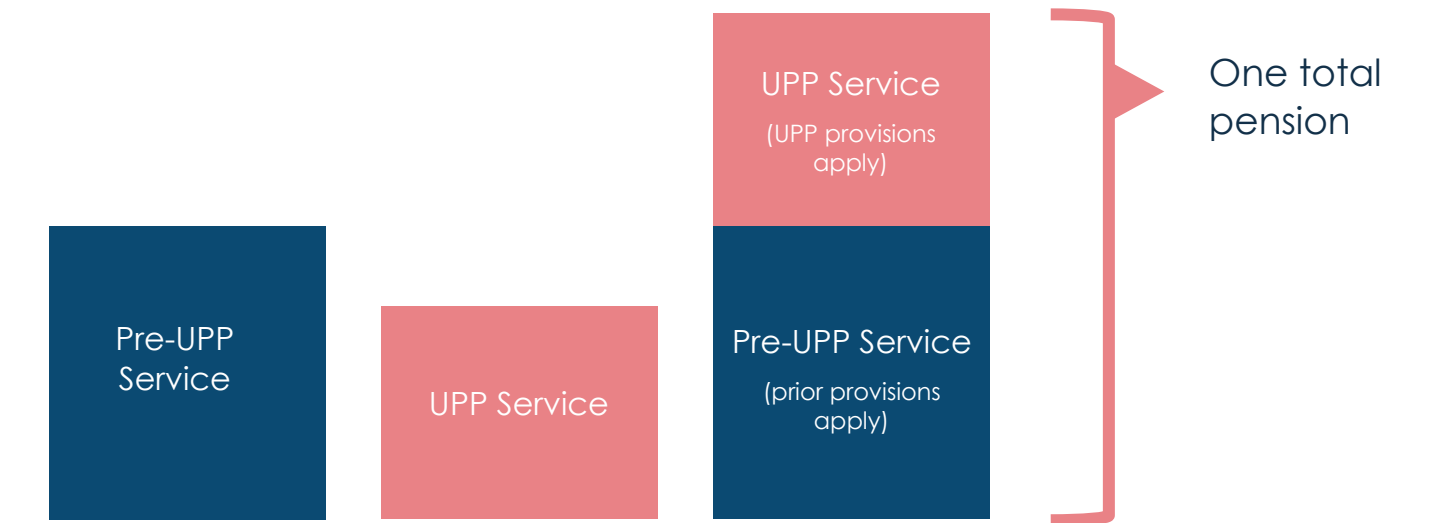 Pre-UPP
Service
UPP Service
UPP Service
(UPP provisions
apply)
Pre-UPP Service
(prior provisions
apply)
One total
pension